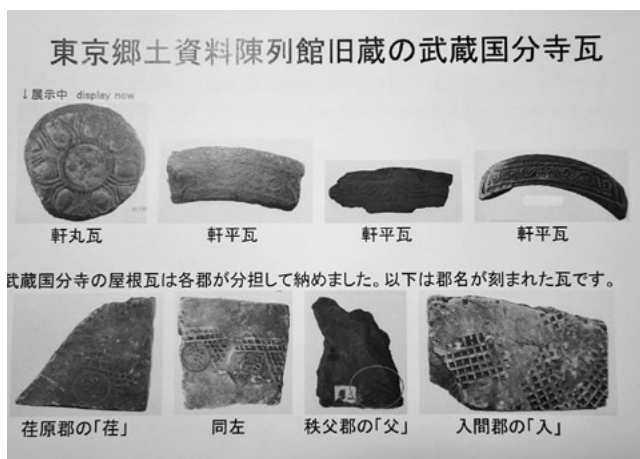 東京郷土資料陳列館旧蔵の武蔵国分寺瓦
↓展示中 display now
軒丸瓦 軒平瓦 軒平瓦 軒平瓦
武蔵国分寺の屋根瓦は各郡が分担して納めました。以下は郡名が刻まれた瓦です。
荏原郡の「荏」 同左 秩父郡の「父」 入間郡の「入」